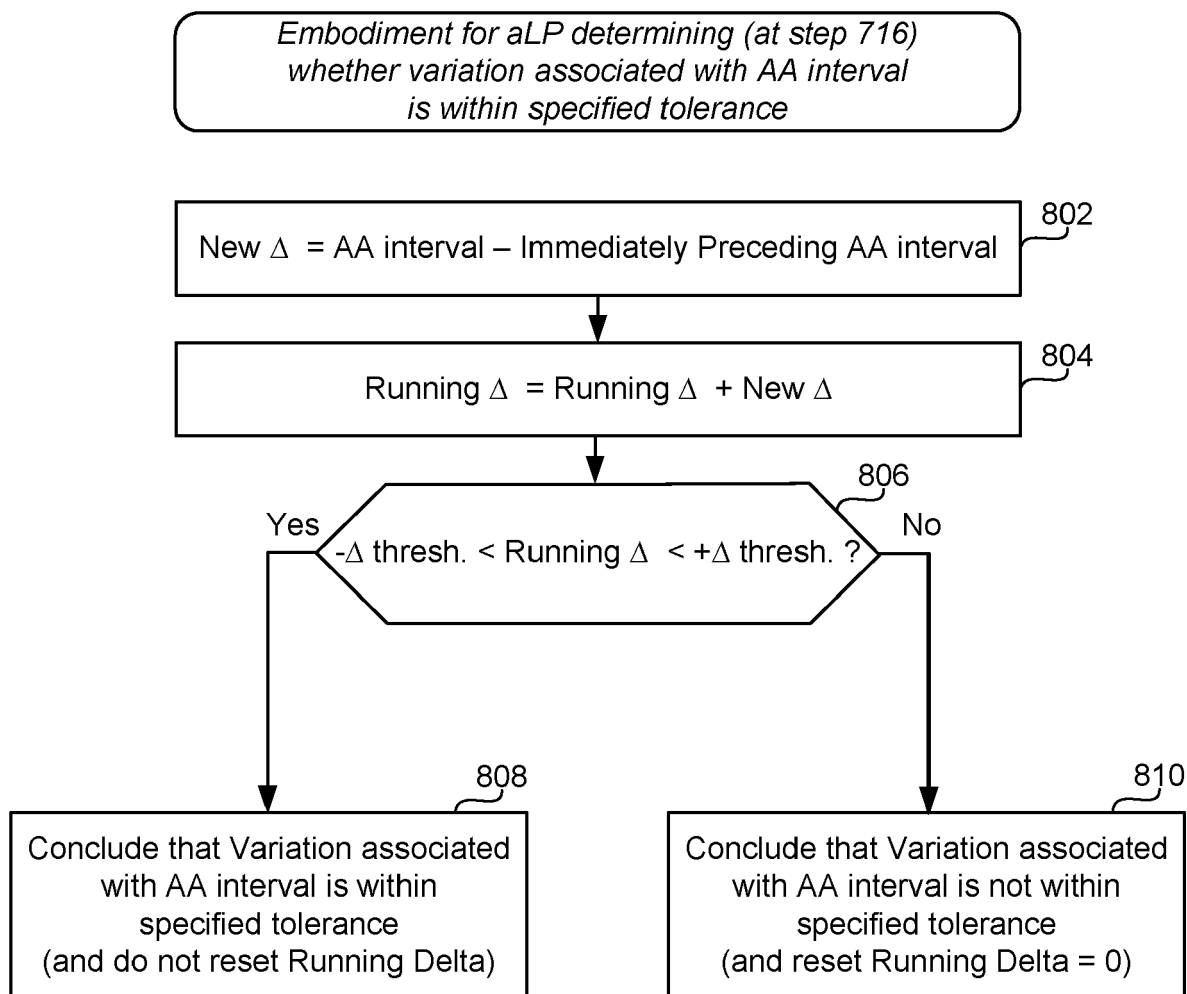 Embodiment for aLP determining (at step 716)
whether variation associated with AA interval
is within specified tolerance
802
New Δ = AA interval – Immediately Preceding AA interval
804
Running Δ = Running Δ + New Δ
806
Yes
No
-Δ thresh. < Running Δ < +Δ thresh. ?
808
Conclude that Variation associated
with AA interval is within
specified tolerance
(and do not reset Running Delta)
810
Conclude that Variation associated
with AA interval is not within
specified tolerance
(and reset Running Delta = 0)